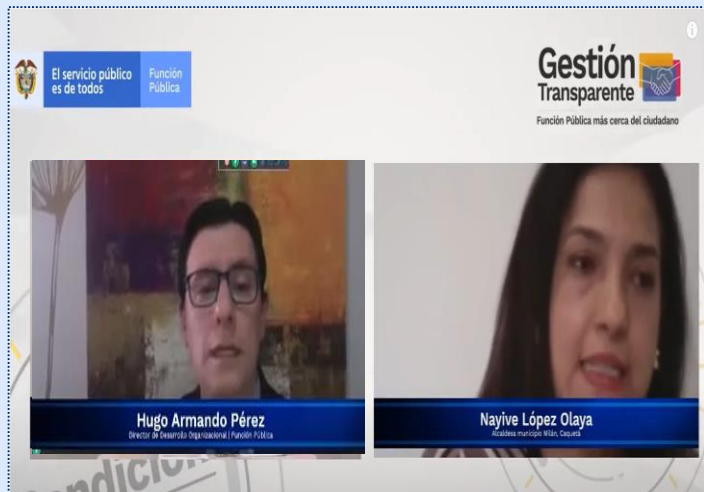 El servicio público
es de todos
Función
Pública
Gestión
Transparente
Función Pública más cerca del ciudadano
Hugo Armando Pérez
Director de Desarrollo Organizacional | Función Pública
Nayive López Olaya
Alcaldesa municipio Milán, Caquetá